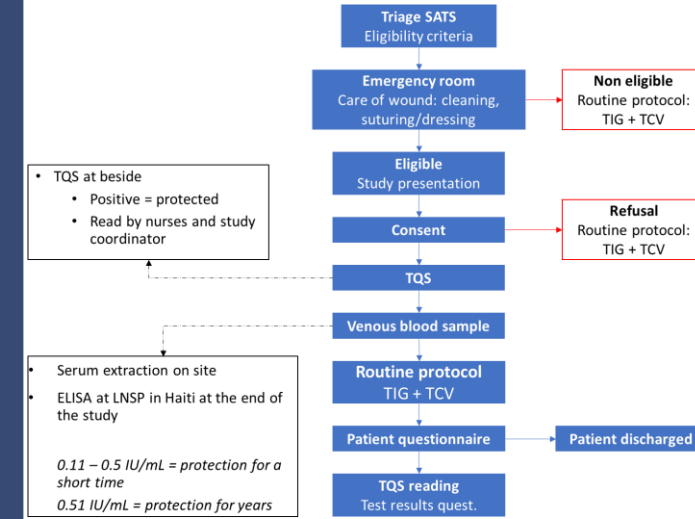 Triage SATS
Eligibility criteria
Emergency room
Care of wound: cleaning,
suturing/dressing
Non eligible
Routine protocol:
TIG + TCV
Eligible
Study presentation
• TQS at beside
• Positive = protected
• Read by nurses and study
coordinator
Consent
Refusal
Routine protocol:
TIG + TCV
TQS
Venous blood sample
• Serum extraction on site
• ELISA at LNSP in Haiti at the end of
the study
0.11 – 0.5 IU/mL = protection for a
short time
0.51 IU/mL = protection for years
Routine protocol
TIG + TCV
Patient questionnaire
Patient discharged
TQS reading
Test results quest.